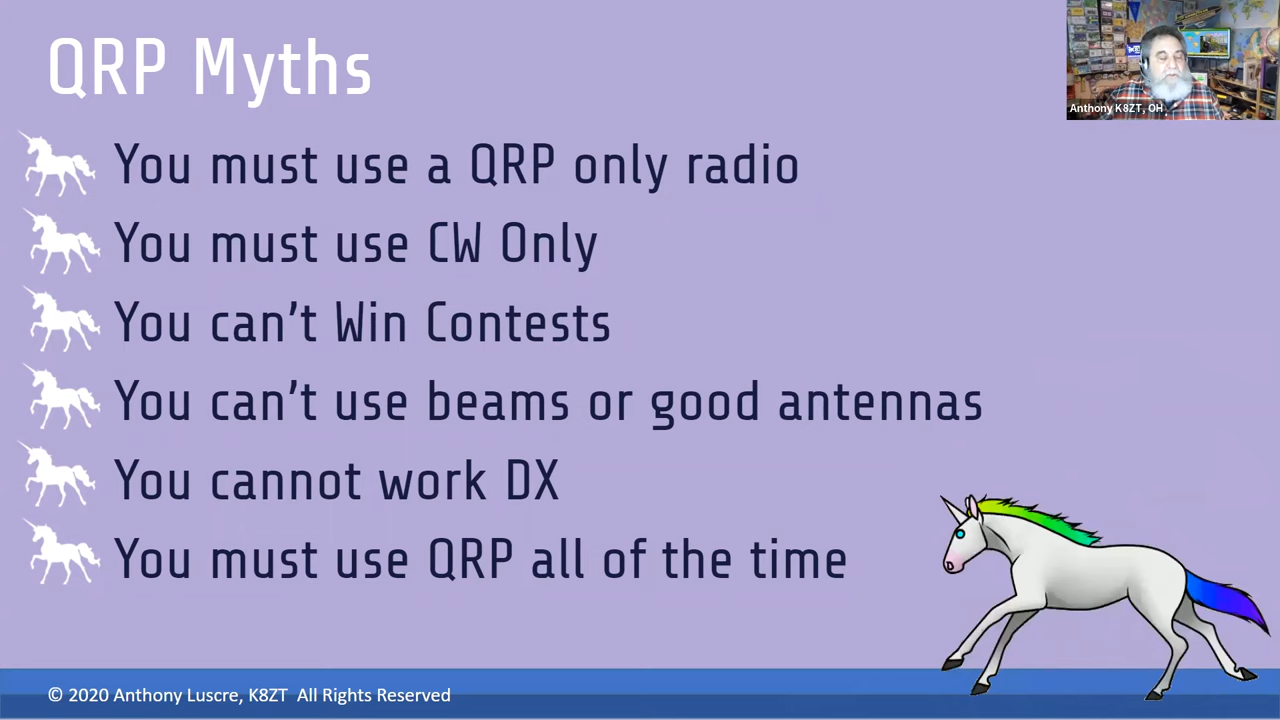 QRP Myths
Anthony K8ZT, OH
You must use a QRP only radio
You must use CW Only
You can’t Win Contests
You can’t use beams or good antennas
You cannot work DX
You must use QRP all of the time
© 2020 Anthony Luscre, K8ZT  All Rights Reserved